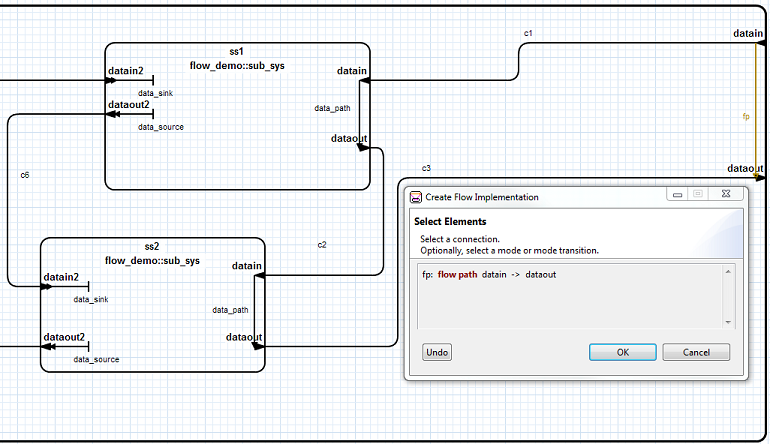 c1
datain
ss1
flow_demo::sub_sys
datain2
datain
data_sink
dataout2
data_path
data_source
dataout
fp
c6
c3
dataout
Create Flow Implementation
Select Elements
Select a connection.
Optionally, select a mode or mode transition.
fp: flow path datain -> dataout
Undo
OK
Cancel
c2
ss2
flow_demo::sub_sys
datain
datain2
data_sink
data_path
dataout2
dataout
data_source